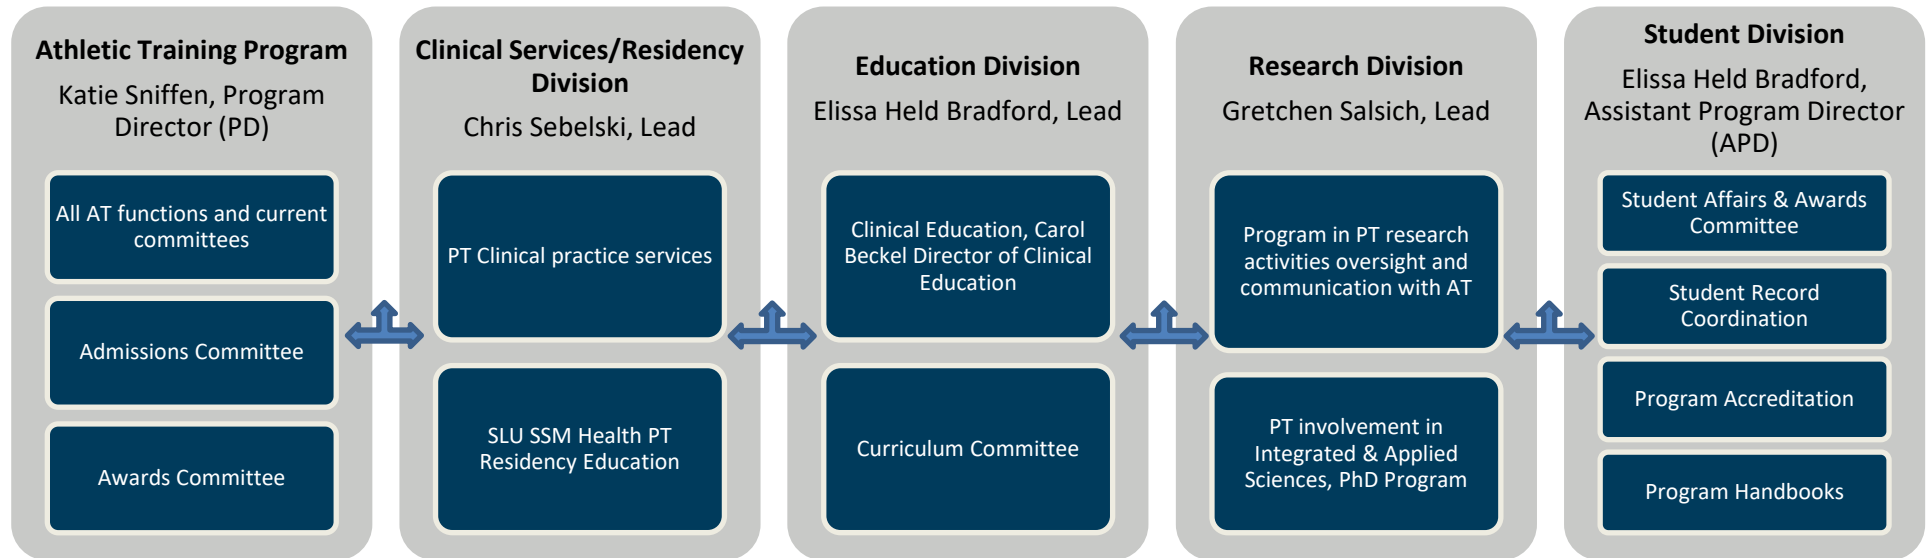 Athletic Training Program
Katie Sniffen, Program
Director (PD)
All AT functions and current
committees
Admissions Committee
Awards Committee
Clinical Services/Residency
Division
Chris Sebelski, Lead
PT Clinical practice services
SLU SSM Health PT
Residency Education
Education Division
Elissa Held Bradford, Lead
Clinical Education, Carol
Beckel Director of Clinical
Education
Curriculum Committee
Research Division
Gretchen Salsich, Lead
Program in PT research
activities oversight and
communication with AT
PT involvement in
Integrated & Applied
Sciences, PhD Program
Student Division
Elissa Held Bradford,
Assistant Program Director
(APD)
Student Affairs & Awards
Committee
Student Record
Coordination
Program Accreditation
Program Handbooks